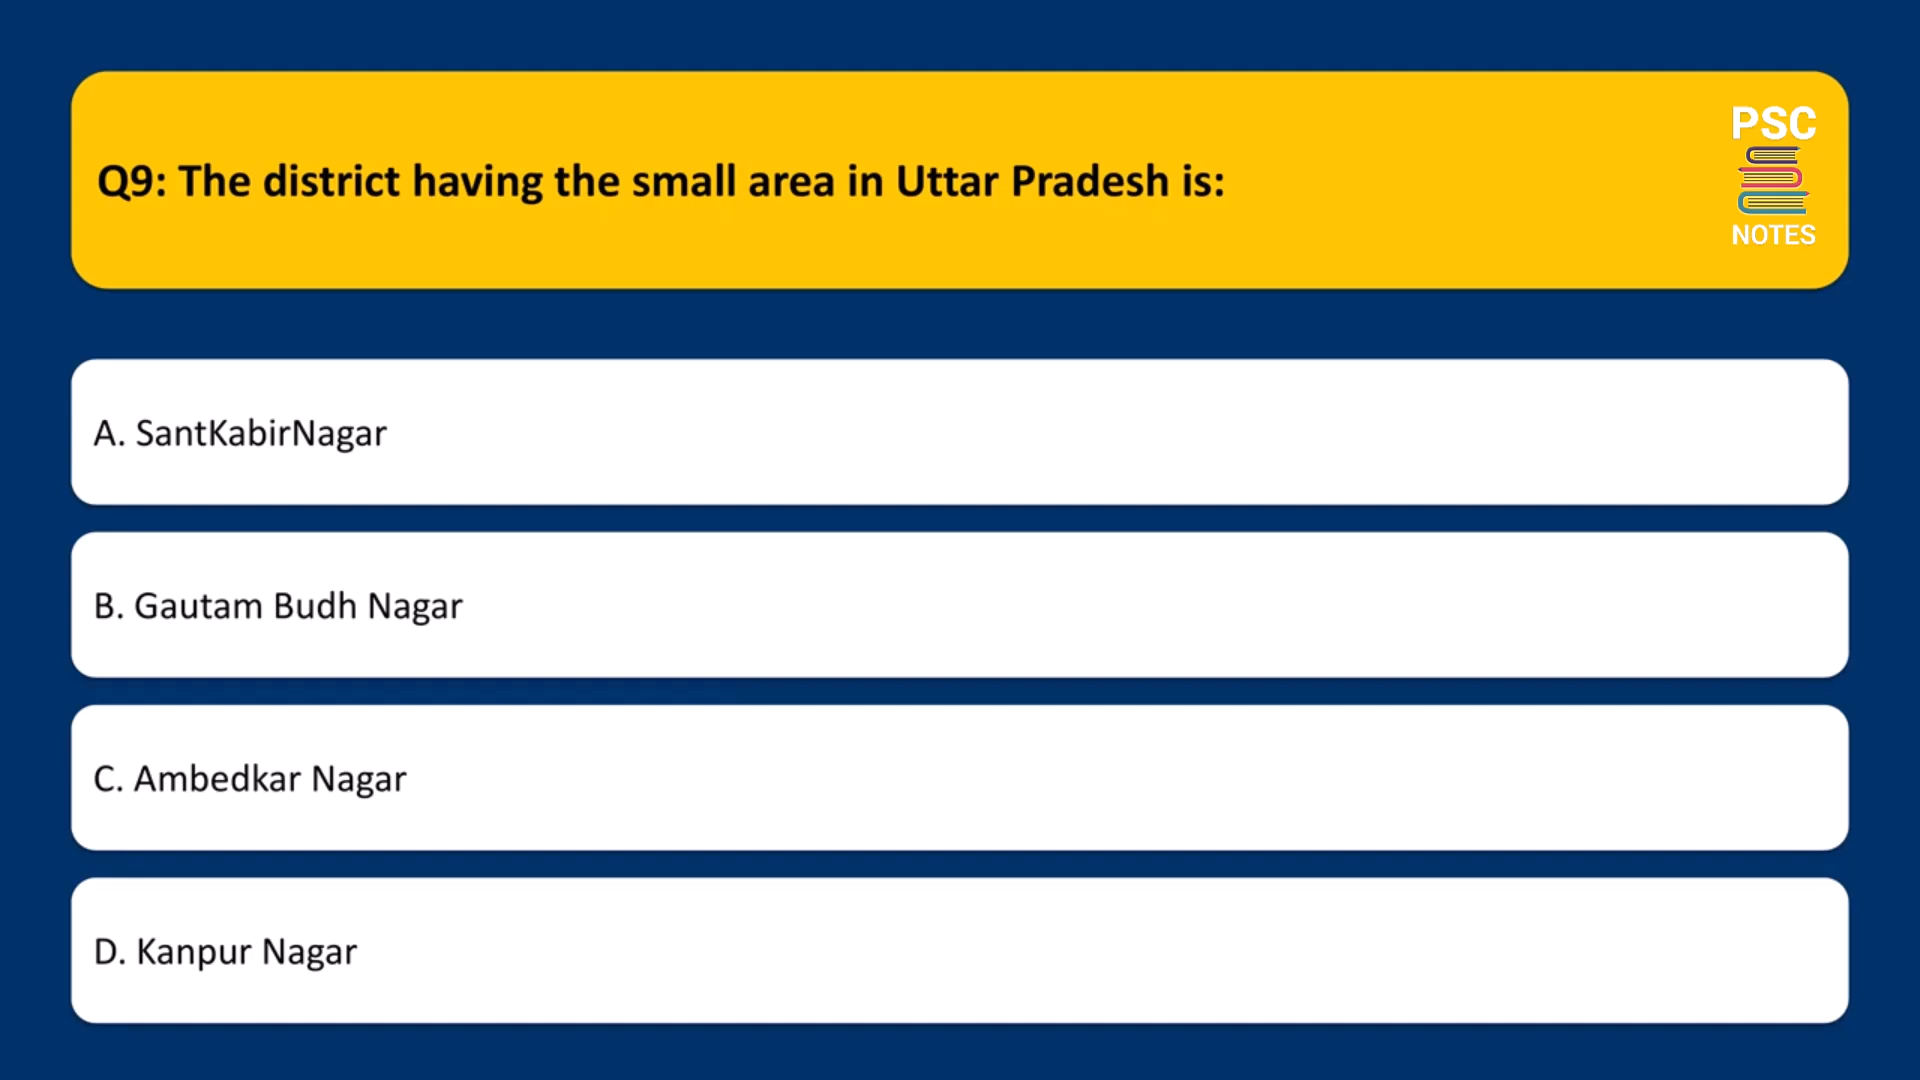 PSC
Q9: The district having the small area in Uttar Pradesh is:
NOTES
A. SantKabirNagar
B. Gautam Budh Nagar
C. Ambedkar Nagar
D. Kanpur Nagar